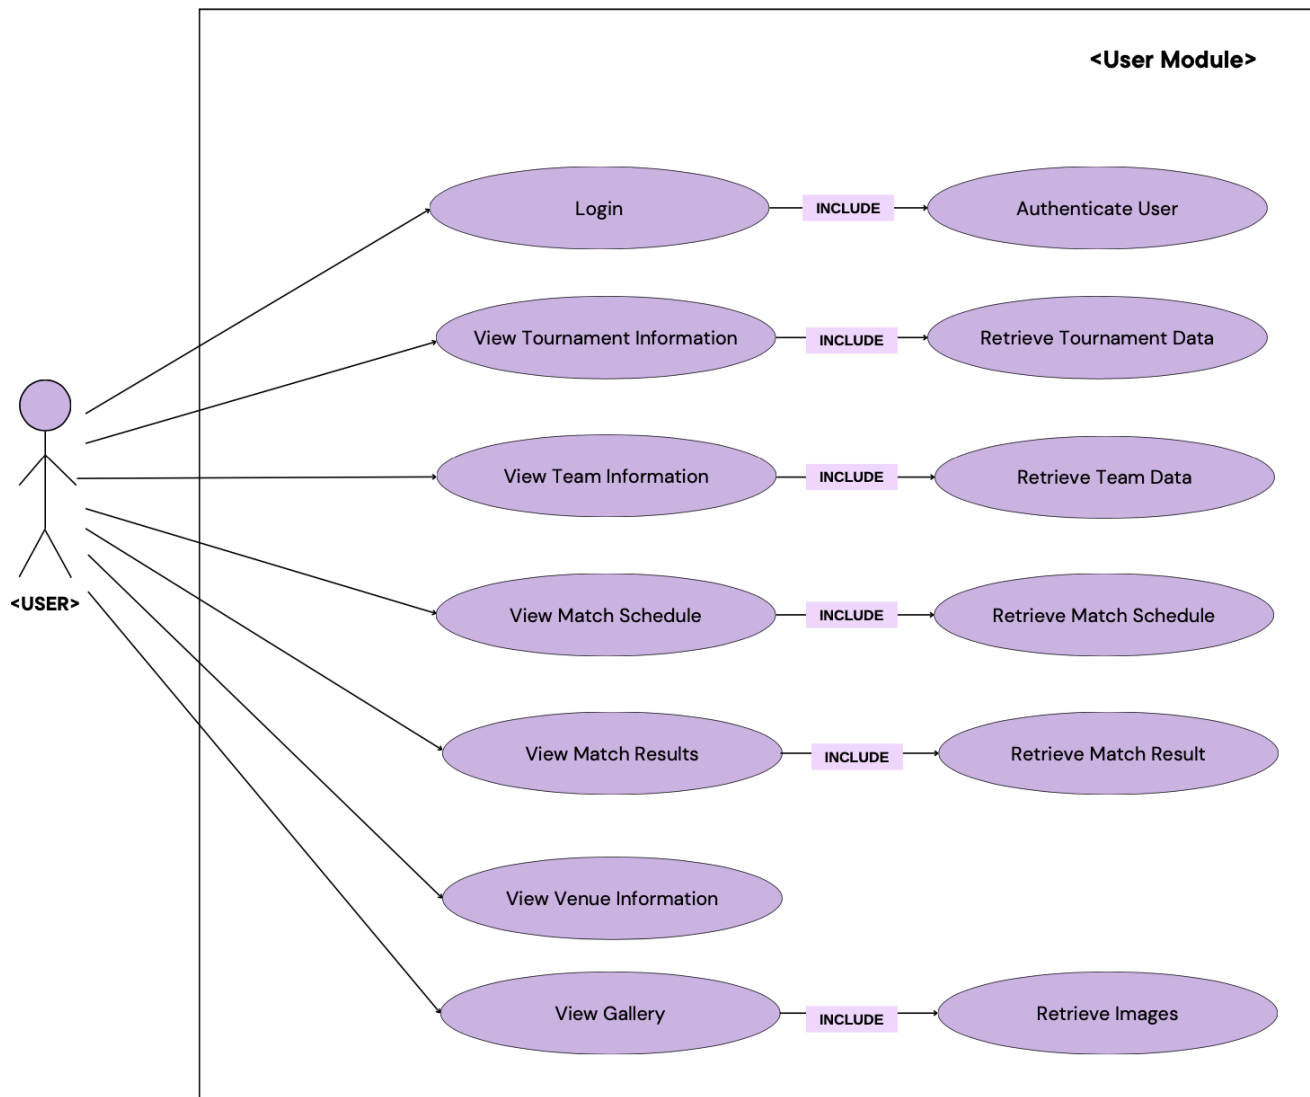 <User Module>
Login
INCLUDE
Authenticate User
View Tournament Information
INCLUDE
Retrieve Tournament Data
View Team Information
INCLUDE
Retrieve Team Data
<USER>
View Match Schedule
INCLUDE
Retrieve Match Schedule
View Match Results
INCLUDE
Retrieve Match Result
View Venue Information
View Gallery
INCLUDE
Retrieve Images